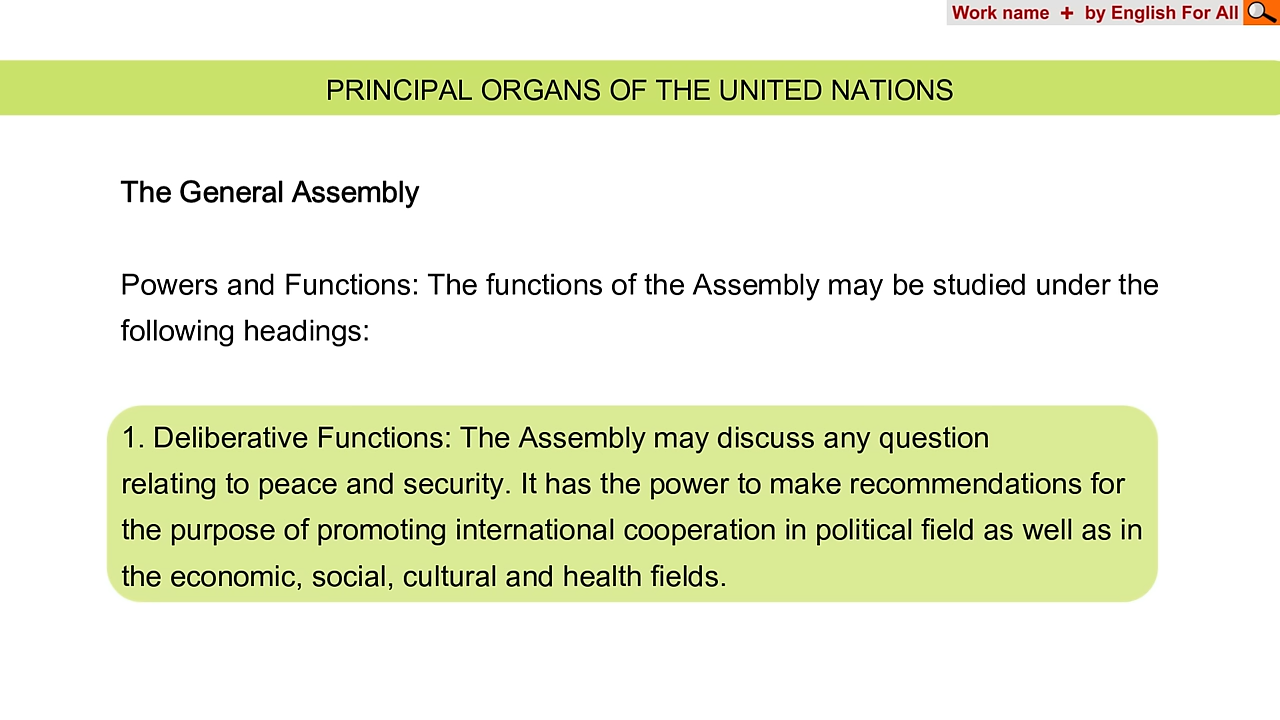 Work name + by English For All
PRINCIPAL ORGANS OF THE UNITED NATIONS
The General Assembly
Powers and Functions: The functions of the Assembly may be studied under the
following headings:
1. Deliberative Functions: The Assembly may discuss any question
relating to peace and security. It has the power to make recommendations for
the purpose of promoting international cooperation in political field as well as in
the economic, social, cultural and health fields.